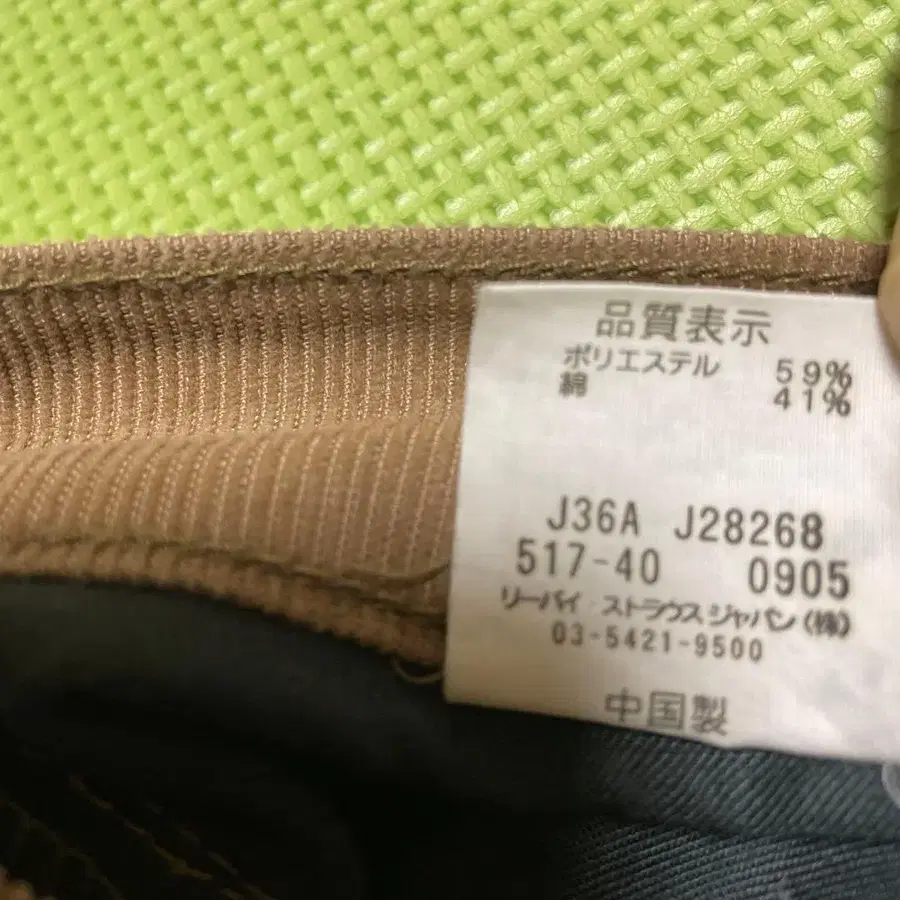 品質表示
ポリエステル 59%
綿 41%
J36A J28268
517-40 0905
リーバイ ストラウス ジャパン(株)
03-5421-9500
中国製